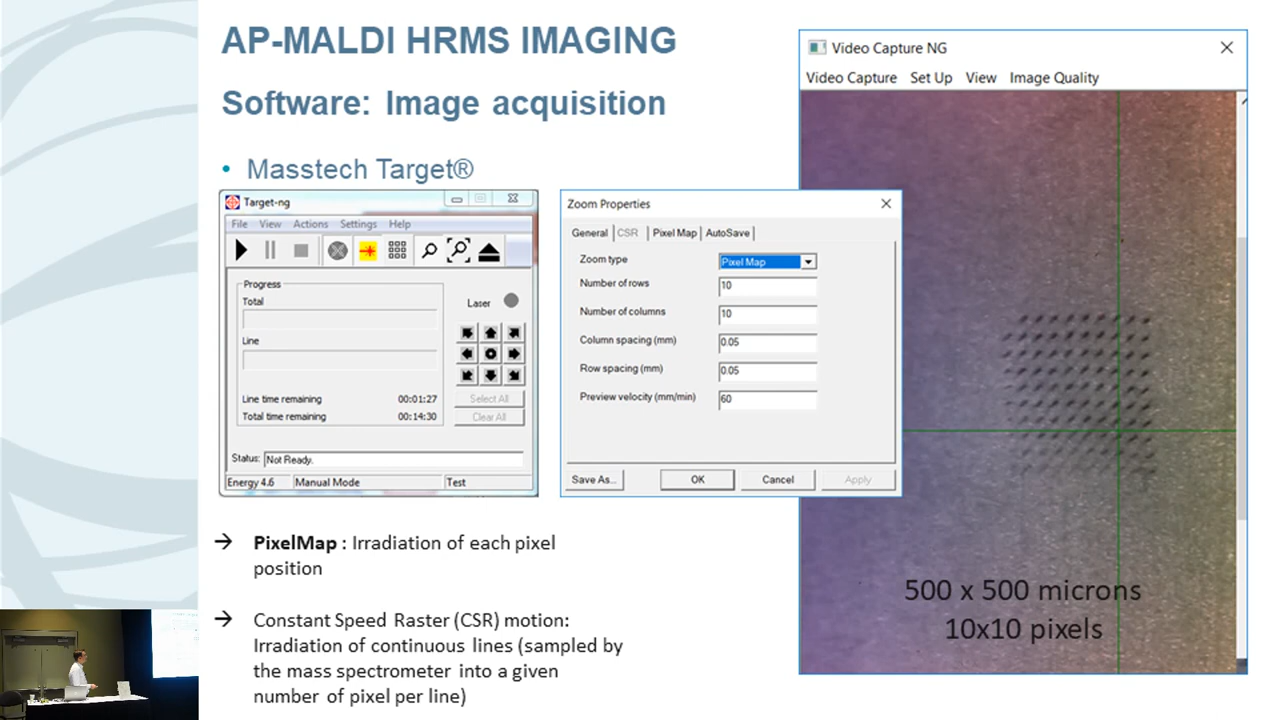 AP-MALDI HRMS IMAGING
Software: Image acquisition
• Masstech Target®
Target-ng
File View Actions Settings Help
Progress
Total
Line
Laser
Line time remaining 00:01:27
Total time remaining 00:14:30
Select All
Clear All
Status: Not Ready.
Energy 4.6 Manual Mode Test
Zoom Properties
General CSR Pixel Map AutoSave
Zoom type Pixel Map
Number of rows 10
Number of columns 10
Column spacing (mm) 0.05
Row spacing (mm) 0.05
Preview velocity (mm/min) 60
Save As... OK Cancel Apply
Video Capture NG
Video Capture Set Up View Image Quality
500 x 500 microns
10x10 pixels
→ PixelMap : Irradiation of each pixel
position
→ Constant Speed Raster (CSR) motion:
Irradiation of continuous lines (sampled by
the mass spectrometer into a given
number of pixel per line)